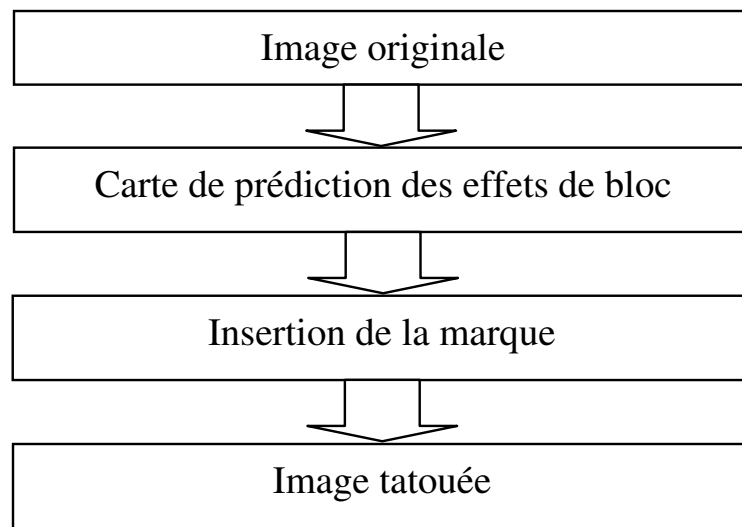 Image originale
Carte de prédiction des effets de bloc
Insertion de la marque
Image tatouée